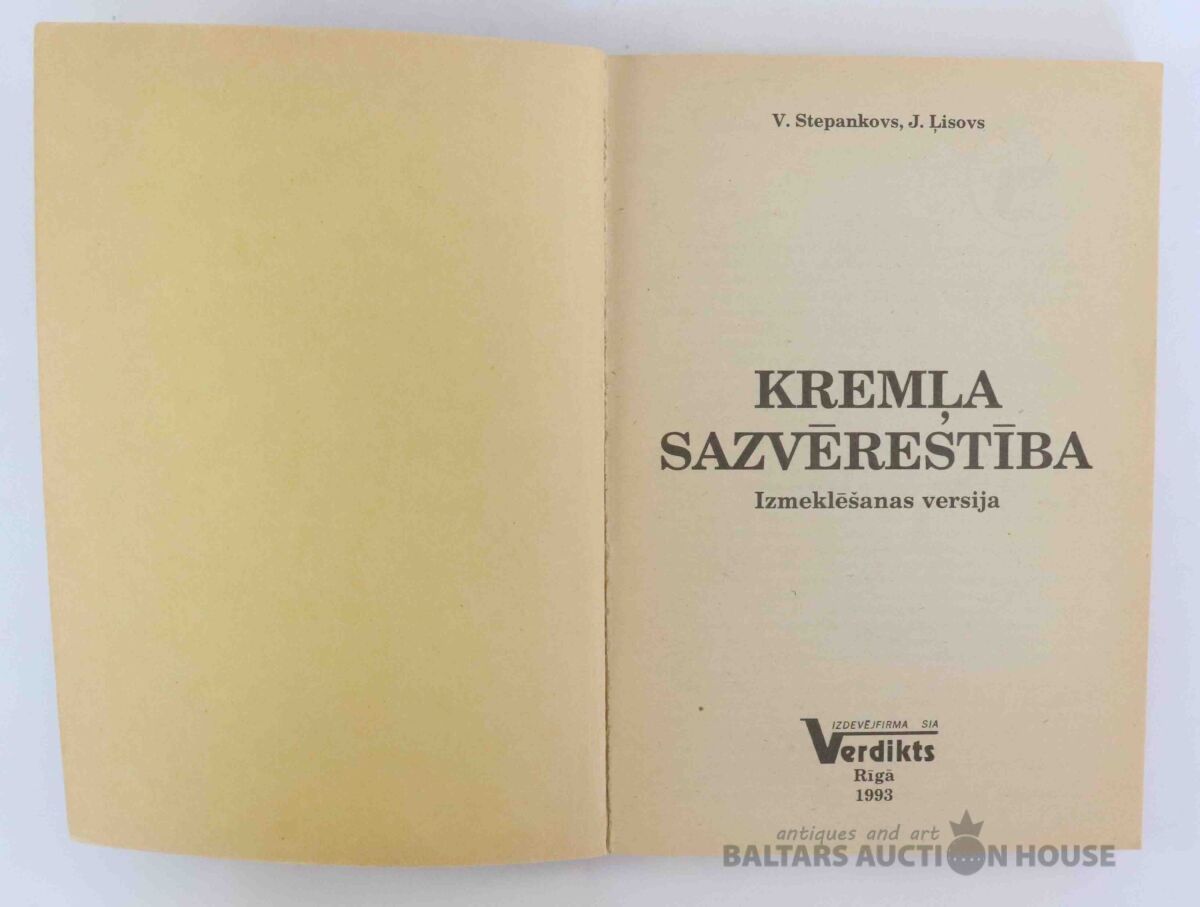 V. Stepankovs, J. Ļisovs
KREMĻA
SAZVĒRESTĪBA
Izmeklēšanas versija
IZDEVĒJFIRMA SIA
Verdikts
Rīgā
1993
antiques and art
BALTARS AUCTION HOUSE